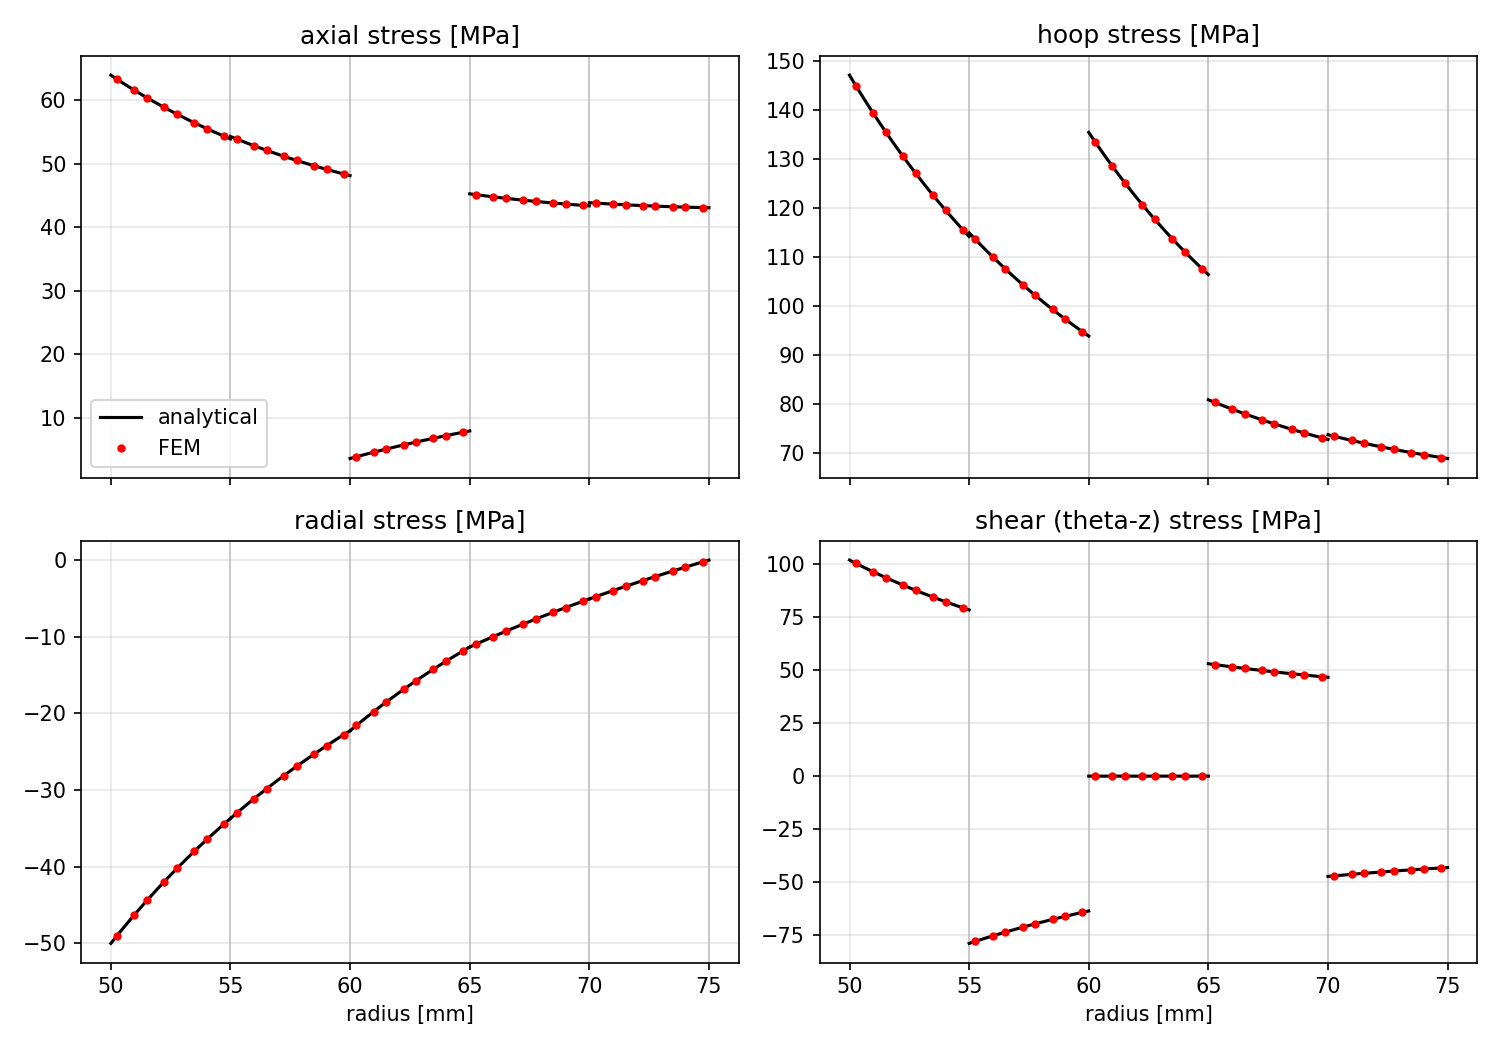 axial stress [MPa]
60
50
40
30
20
10
analytical
FEM
hoop stress [MPa]
150
140
130
120
110
100
90
80
70
radial stress [MPa]
0
−10
−20
−30
−40
−50
50 55 60 65 70 75
radius [mm]
shear (theta-z) stress [MPa]
100
75
50
25
0
−25
−50
−75
50 55 60 65 70 75
radius [mm]